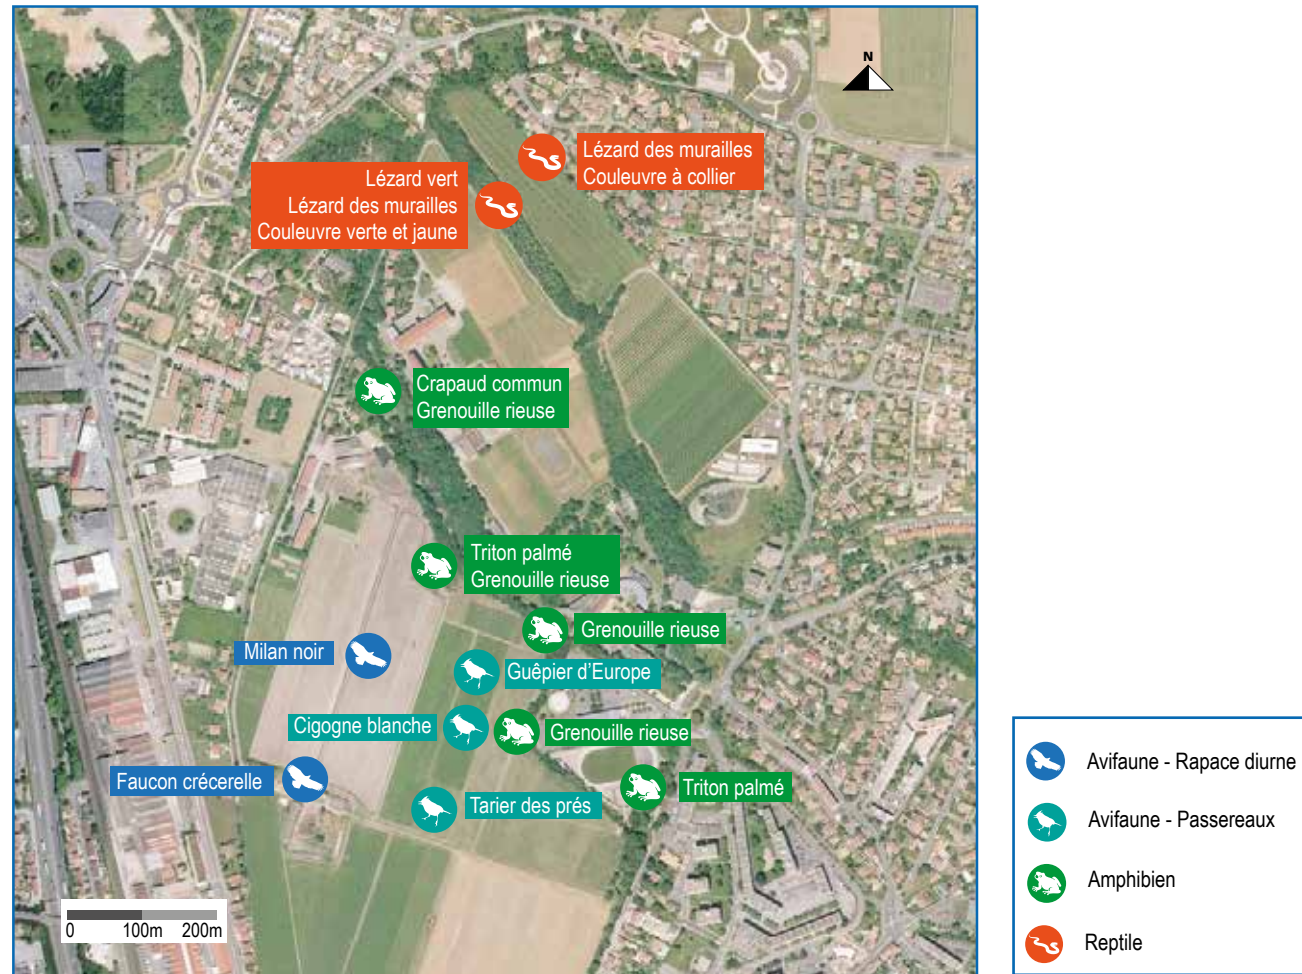 N
Lézard des murailles
Couleuvre à collier
Lézard vert
Lézard des murailles
Couleuvre verte et jaune
Crapaud commun
Grenouille rieuse
Triton palmé
Grenouille rieuse
Grenouille rieuse
Milan noir
Guêpier d'Europe
Cigogne blanche
Grenouille rieuse
Faucon crécerelle
Triton palmé
Tarier des prés
0 100m 200m
Avifaune - Rapace diurne
Avifaune - Passereaux
Amphibien
Reptile